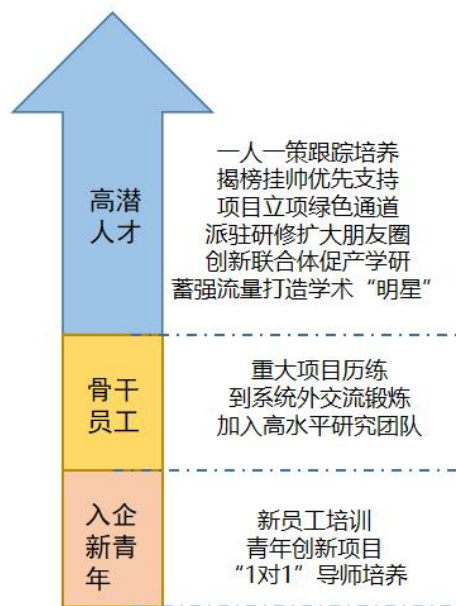 高潜
人才
一人一策跟踪培养
揭榜挂帅优先支持
项目立项绿色通道
派驻研修扩大朋友圈
创新联合体促产学研
蓄强流量打造学术“明星”
骨干
员工
重大项目历练
到系统外交流锻炼
加入高水平研究团队
入企
新青
年
新员工培训
青年创新项目
“1对1”导师培养